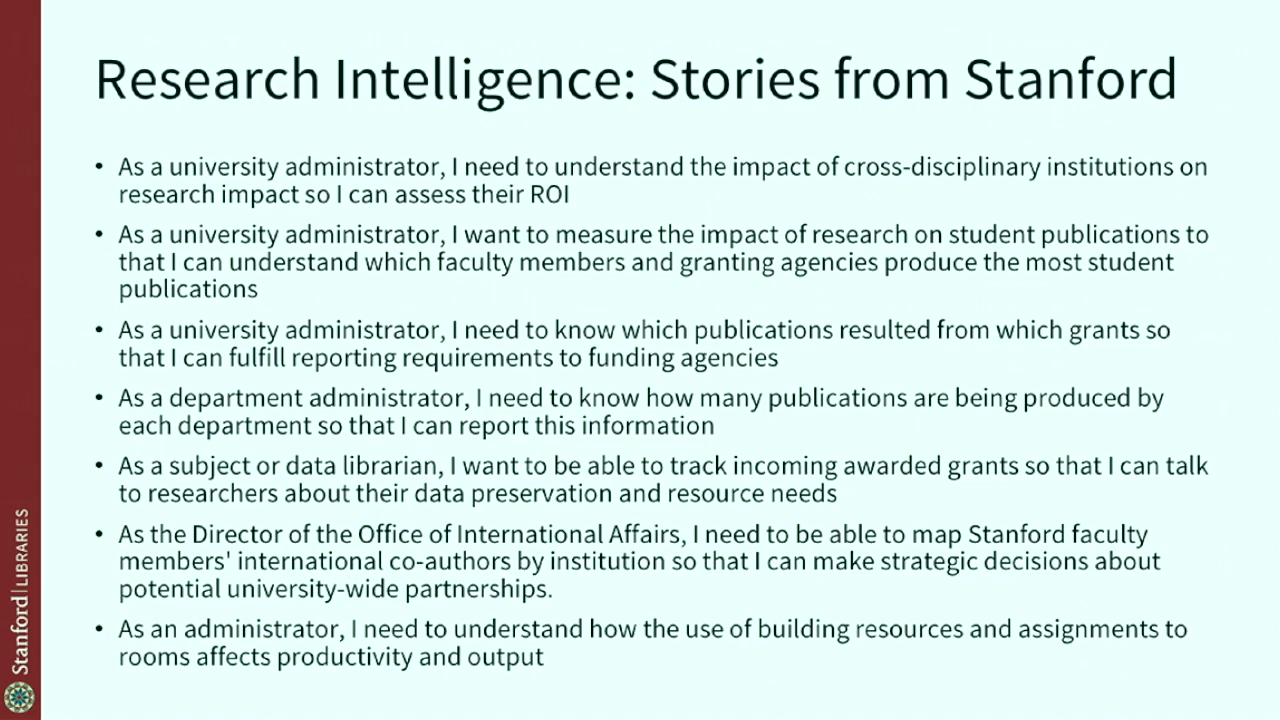 Research Intelligence: Stories from Stanford
• As a university administrator, I need to understand the impact of cross-disciplinary institutions on
research impact so I can assess their ROI
• As a university administrator, I want to measure the impact of research on student publications to
that I can understand which faculty members and granting agencies produce the most student
publications
• As a university administrator, I need to know which publications resulted from which grants so
that I can fulfill reporting requirements to funding agencies
• As a department administrator, I need to know how many publications are being produced by
each department so that I can report this information
• As a subject or data librarian, I want to be able to track incoming awarded grants so that I can talk
to researchers about their data preservation and resource needs
• As the Director of the Office of International Affairs, I need to be able to map Stanford faculty
members' international co-authors by institution so that I can make strategic decisions about
potential university-wide partnerships.
• As an administrator, I need to understand how the use of building resources and assignments to
rooms affects productivity and output
Stanford | LIBRARIES